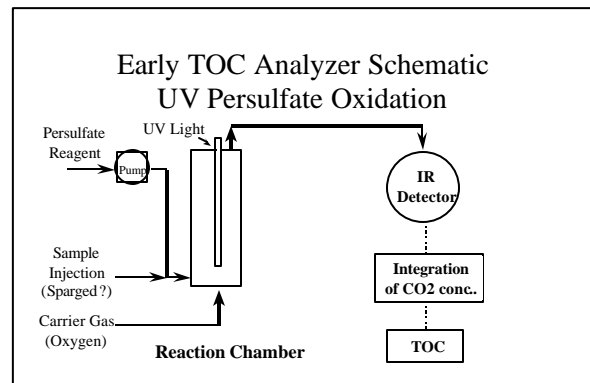 Early TOC Analyzer Schematic
UV Persulfate Oxidation
UV Light
Persulfate
Reagent
Pump
IR
Detector
Sample
Injection
(Sparged ?)
Integration
of CO2 conc..
Carrier Gas
(Oxygen)
Reaction Chamber
TOC